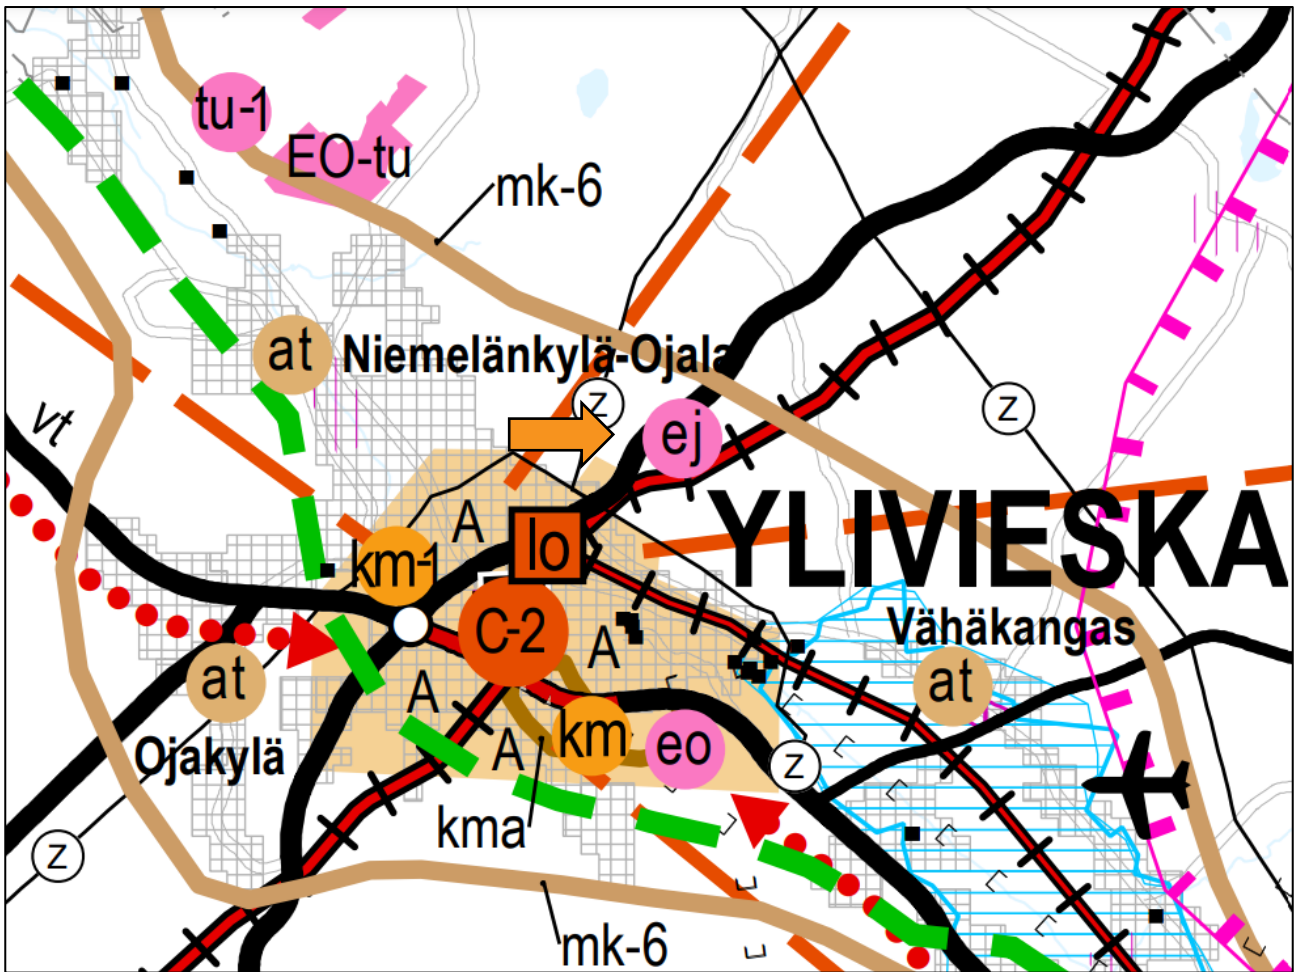 tu-1
EO-tu
mk-6
at
Niemelänkylä-Ojala
z
z
vt
ej
A
YLIVIESKA
lo
km-1
C-2
A
Vähäkangas
at
at
A
Ojakylä
A
km
eo
z
kma
z
mk-6